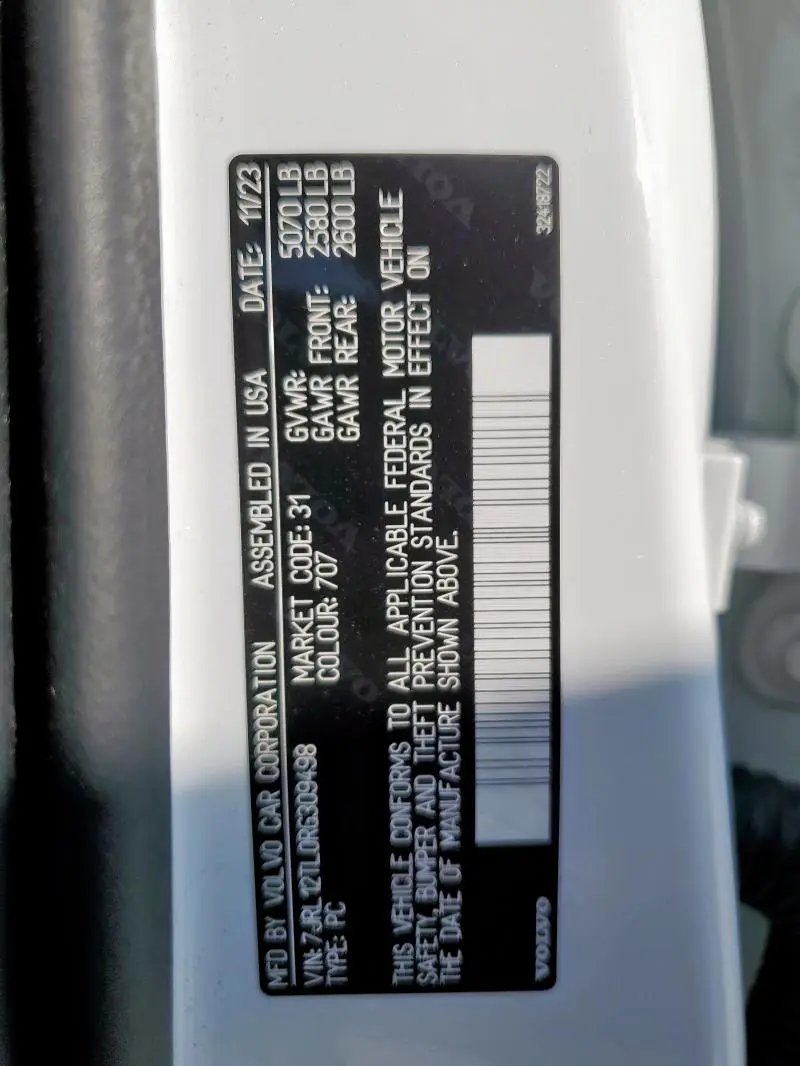 MFD BY VOLVO CAR CORPORATION ASSEMBLED IN USA DATE: 11/23
VIN: 7JRL12TL0RG309498 MARKET CODE: 31 GVWR: 5070 LB
TYPE: PC COLOUR: 707 GAWR FRONT: 2580 LB
GAWR REAR: 2600 LB
THIS VEHICLE CONFORMS TO ALL APPLICABLE FEDERAL MOTOR VEHICLE
SAFETY, BUMPER AND THEFT PREVENTION STANDARDS IN EFFECT ON
THE DATE OF MANUFACTURE SHOWN ABOVE.
VOLVO 32418722